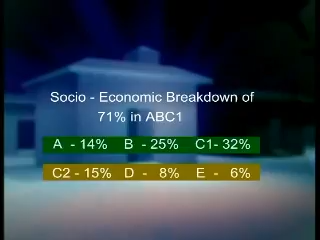 Socio - Economic Breakdown of
71% in ABC1
A - 14% B - 25% C1- 32%
C2 - 15% D - 8% E - 6%